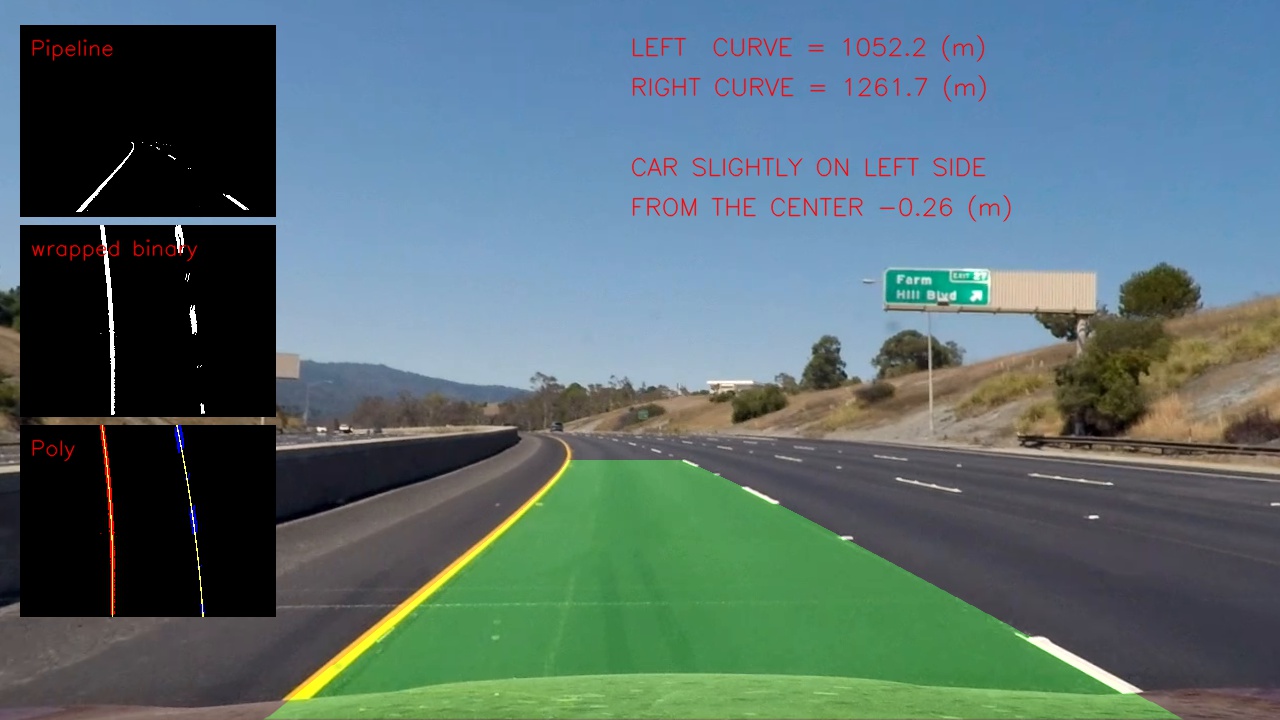 Pipeline
LEFT CURVE = 1052.2 (m)
RIGHT CURVE = 1261.7 (m)
CAR SLIGHTLY ON LEFT SIDE
FROM THE CENTER -0.26 (m)
wrapped binary
EXIT 27
Farm
Hill Blvd
Poly